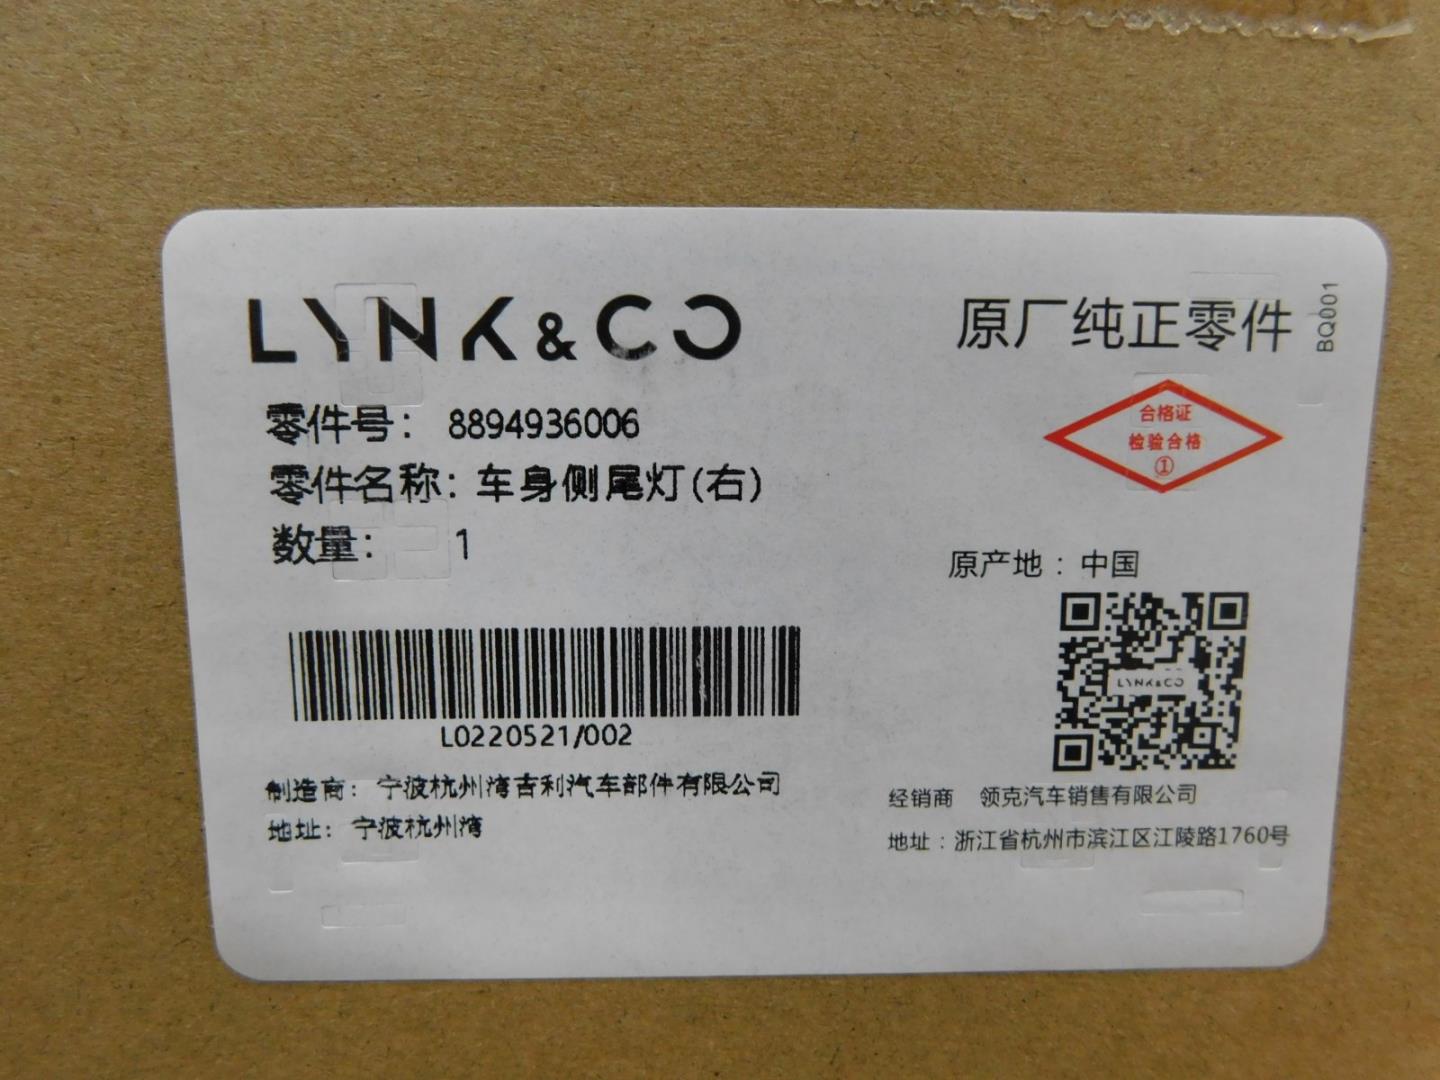 LYNK&CO
原厂纯正零件
BQ001
合格证
检验合格
①
零件号： 8894936006
零件名称：车身侧尾灯(右)
数量： 1
原产地：中国
LYNK&CO
L0220521/002
制造商： 宁波杭州湾吉利汽车部件有限公司
地址： 宁波杭州湾
经销商 领克汽车销售有限公司
地址：浙江省杭州市滨江区江陵路1760号